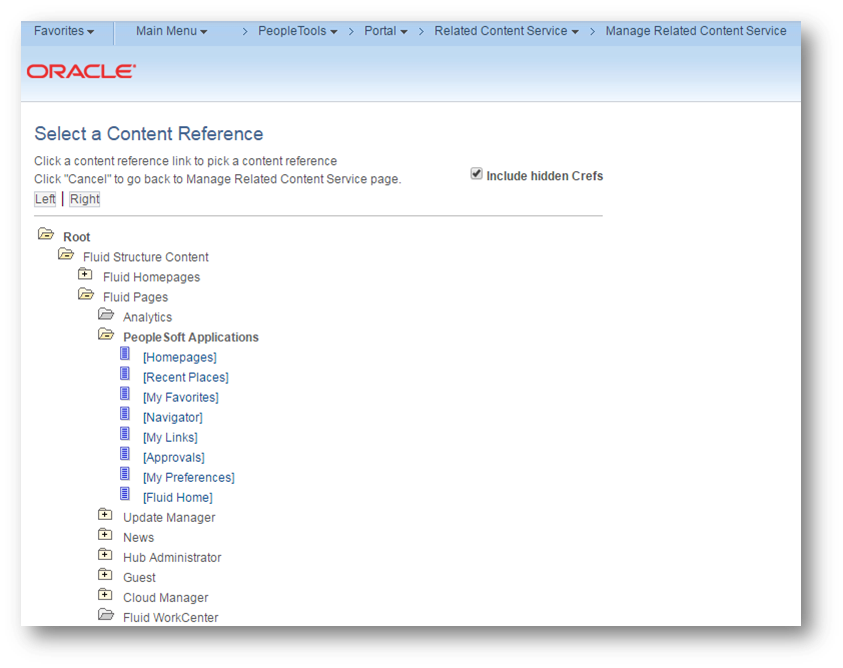 Favorites Main Menu > PeopleTools > Portal > Related Content Service > Manage Related Content Service
ORACLE
Select a Content Reference
Click a content reference link to pick a content reference
Click "Cancel" to go back to Manage Related Content Service page.
Include hidden Crefs
Left | Right
Root
Fluid Structure Content
Fluid Homepages
Fluid Pages
Analytics
PeopleSoft Applications
[Homepages]
[Recent Places]
[My Favorites]
[Navigator]
[My Links]
[Approvals]
[My Preferences]
[Fluid Home]
Update Manager
News
Hub Administrator
Guest
Cloud Manager
Fluid WorkCenter